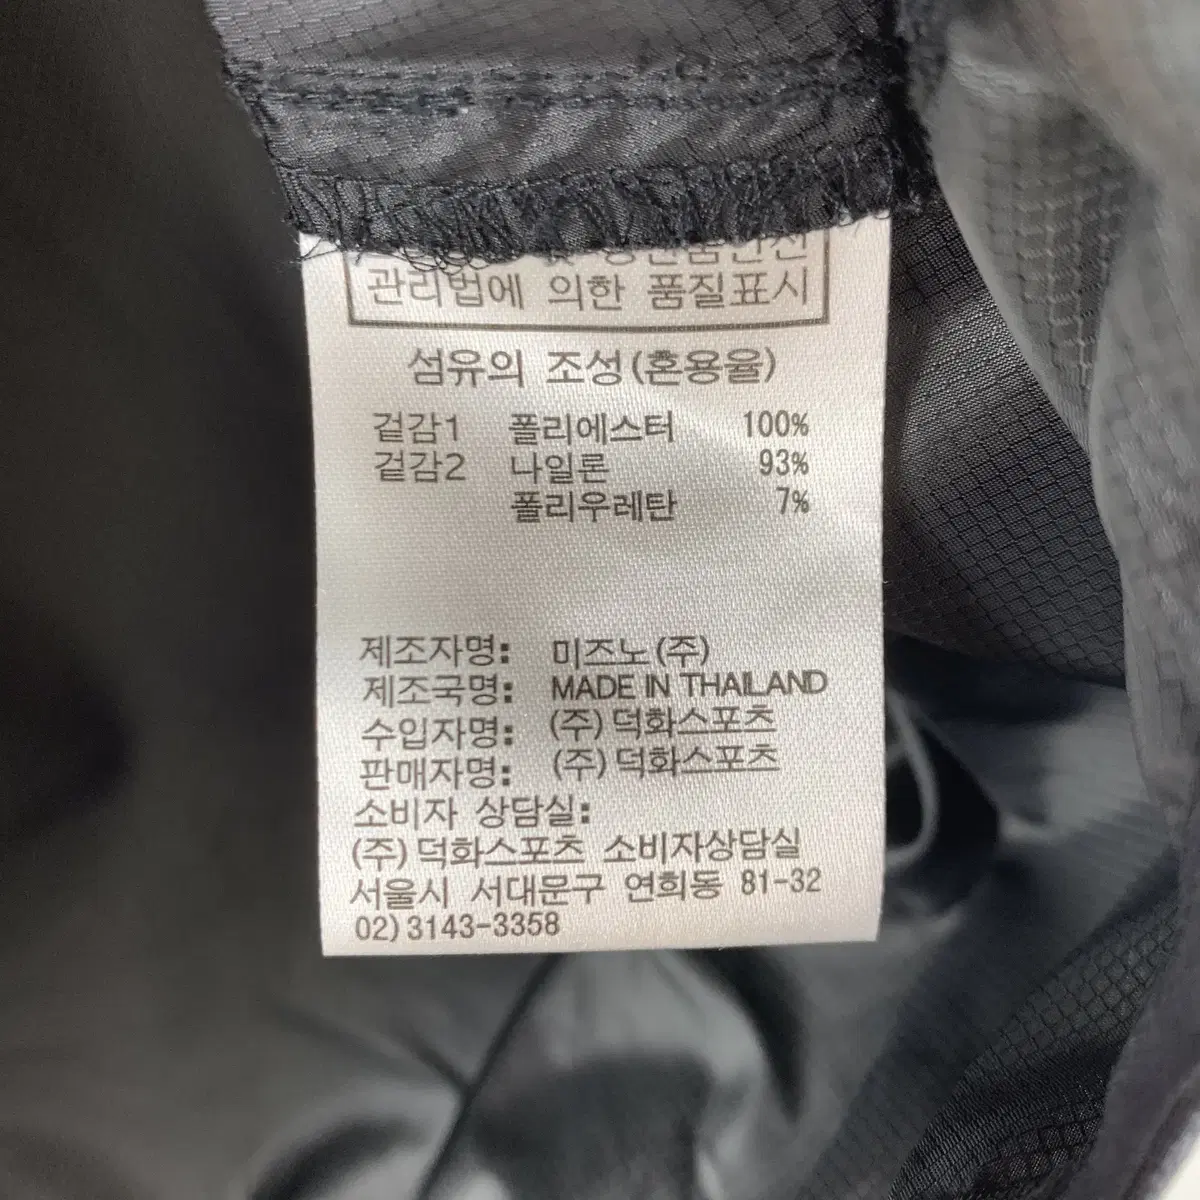 관리법에 의한 품질표시
섬유의 조성(혼용율)
겉감1 폴리에스터 100%
겉감2 나일론 93%
폴리우레탄 7%
제조자명: 미즈노(주)
제조국명: MADE IN THAILAND
수입자명: (주)덕화스포츠
판매자명: (주)덕화스포츠
소비자 상담실:
(주)덕화스포츠 소비자상담실
서울시 서대문구 연희동 81-32
02)3143-3358